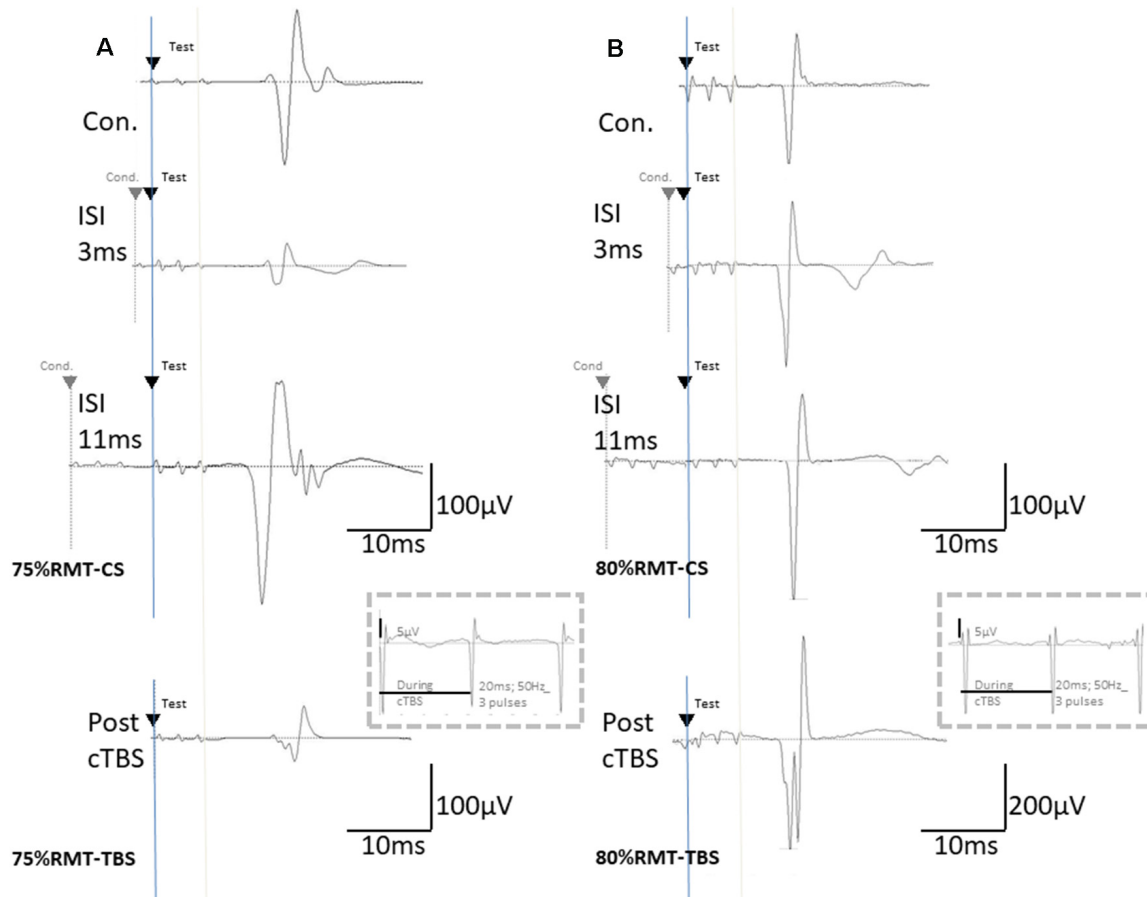 A
Test
Con.
Cond.
Test
ISI
3ms
Cond.
Test
ISI
11ms
100µV
10ms
75%RMT-CS
5µV
During
cTBS
20ms; 50Hz_
3 pulses
Test
Post
cTBS
100µV
10ms
75%RMT-TBS
B
Test
Con.
Cond.
Test
ISI
3ms
Cond
Test
ISI
11ms
100µV
10ms
80%RMT-CS
5µV
During
cTBS
20ms; 50Hz_
3 pulses
Test
Post
cTBS
200µV
10ms
80%RMT-TBS